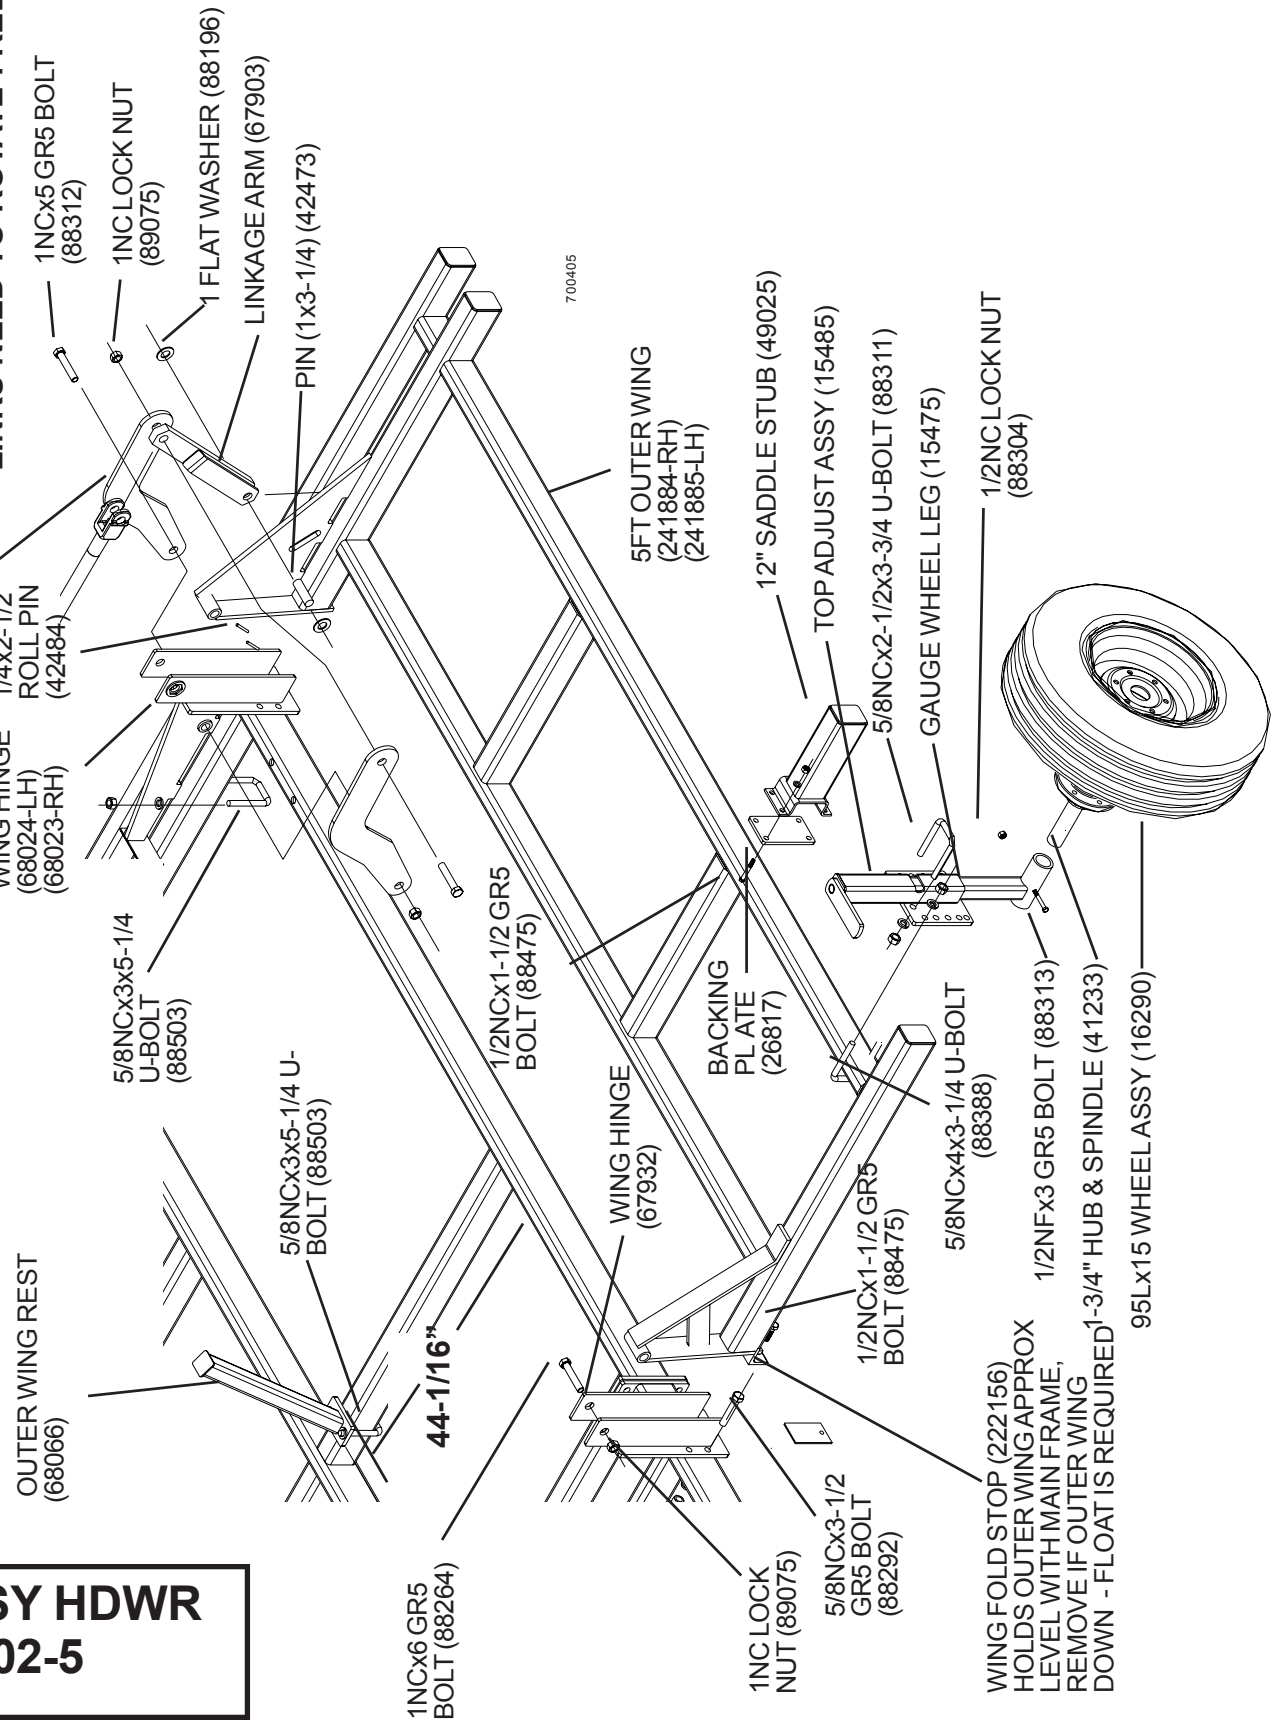 SY HDWR
02-5
OUTER WING REST
(68066)
5/8NCx3x5-1/4 U-
BOLT (88503)
44-1/16”
1NCx6 GR5
BOLT (88264)
5/8NCx3x5-1/4
U-BOLT
(88503)
WING HINGE
(68024-LH)
(68023-RH)
1/4x2-1/2
ROLL PIN
(42484)
1NCx5 GR5 BOLT
(88312)
1NC LOCK NUT
(89075)
1 FLAT WASHER (88196)
LINKAGE ARM (67903)
PIN (1x3-1/4) (42473)
700405
5FT OUTER WING
(241884-RH)
(241885-LH)
12" SADDLE STUB (49025)
TOP ADJUST ASSY (15485)
5/8NCx2-1/2x3-3/4 U-BOLT (88311)
GAUGE WHEEL LEG (15475)
1/2NC LOCK NUT
(88304)
1/2NCx1-1/2 GR5
BOLT (88475)
BACKING
PLATE
(26817)
WING HINGE
(67932)
5/8NCx4x3-1/4 U-BOLT
(88388)
1/2NCx1-1/2 GR5
BOLT (88475)
1/2NFx3 GR5 BOLT (88313)
1-3/4" HUB & SPINDLE (41233)
95Lx15 WHEEL ASSY (16290)
1NC LOCK
NUT (89075)
5/8NCx3-1/2
GR5 BOLT
(88292)
WING FOLD STOP (222156)
HOLDS OUTER WING APPROX
LEVEL WITH MAIN FRAME,
REMOVE IF OUTER WING
DOWN - FLOAT IS REQUIRED